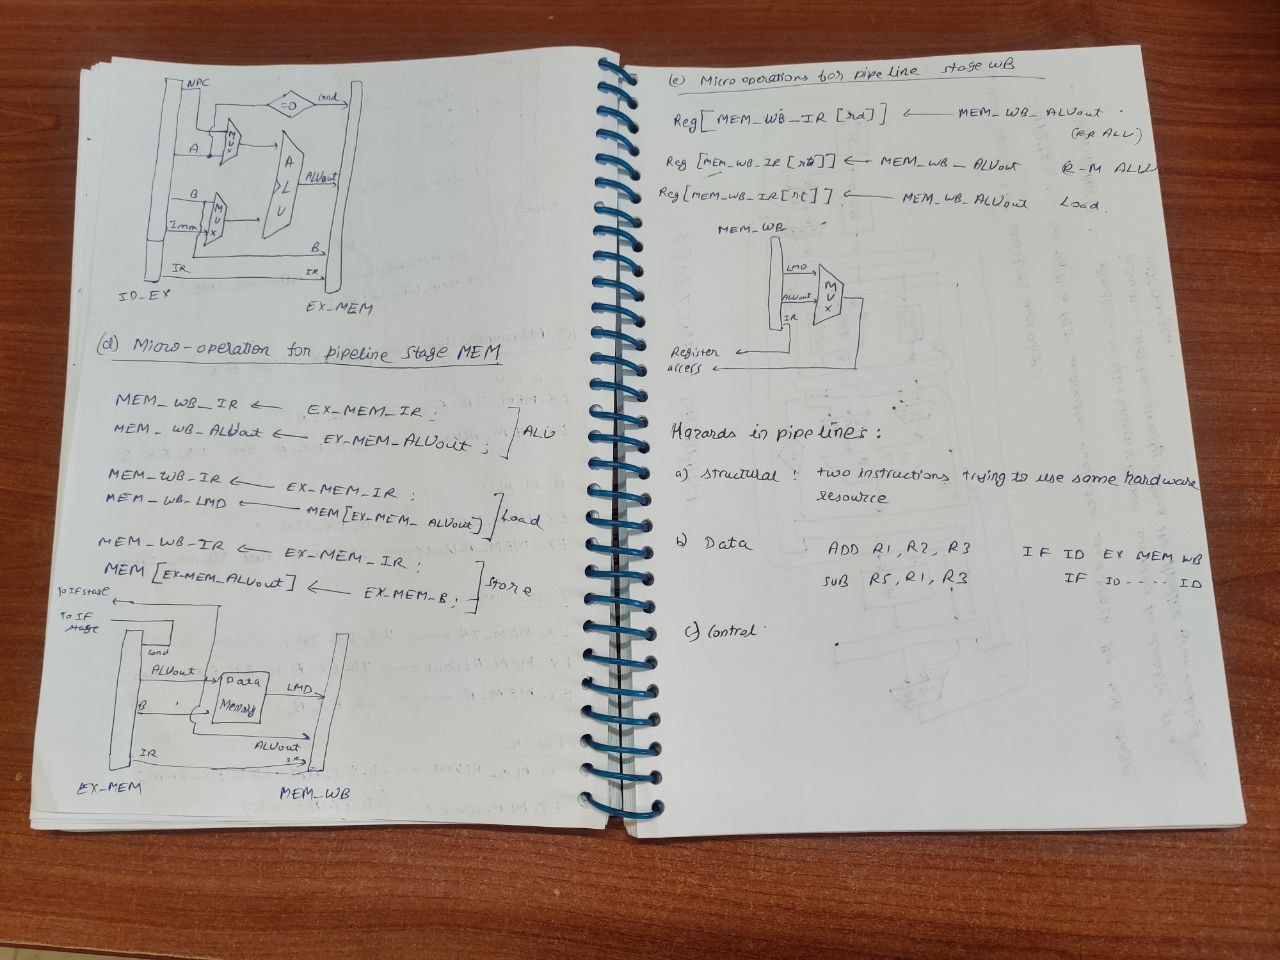 NPC
cond
=0
MUX
A
ALU
ALUout
B
MUX
Imm
B
IR
IR
ID_EX
EX_MEM
(d) Micro-operation for pipeline stage MEM
MEM_WB_IR ← EX_MEM_IR;
MEM_WB_ALUout ← EX_MEM_ALUout;
ALU
MEM_WB_IR ← EX_MEM_IR;
MEM_WB_LMD ← MEM[EX_MEM_ALUout]
Load
MEM_WB_IR ← EX_MEM_IR;
MEM[EX_MEM_ALUout] ← EX_MEM_B;
Store
To IF stage
To IF
stage
cond
ALUout
Data
Memory
LMD
B
ALUout
IR
IR
EX_MEM
MEM_WB
(e) Micro operations for pipeline stage WB
Reg[MEM_WB_IR[rd]] ← MEM_WB_ALUout
(RR ALU)
Reg[MEM_WB_IR[rt]] ← MEM_WB_ALUout R-M ALU
Reg[MEM_WB_IR[rt]] ← MEM_WB_ALUout Load.
MEM_WB
LMD
ALUout
MUX
IR
Register
access
Hazards in pipelines:
a) structural : two instructions trying to use same hardware
resource
b) Data : ADD R1, R2, R3 IF ID EX MEM WB
SUB R5, R1, R3 IF ID ..... ID
c) control